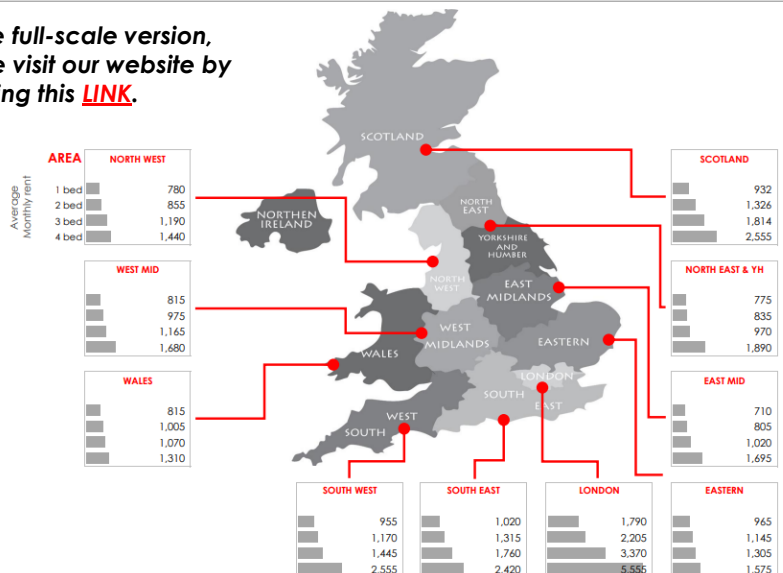 e full-scale version,
e visit our website by
ing this LINK.
AREA
Average
Monthly rent
NORTH WEST
1 bed 780
2 bed 855
3 bed 1,190
4 bed 1,440
WEST MID
815
975
1,165
1,680
WALES
815
1,005
1,070
1,310
SCOTLAND
NORTHEN
IRELAND
NORTH
EAST
YORKSHIRE
AND
HUMBER
NORTH
WEST
EAST
MIDLANDS
WEST
MIDLANDS
WALES
EASTERN
LONDON
SOUTH
EAST
WEST
SOUTH
SCOTLAND
932
1,326
1,814
2,555
NORTH EAST & YH
775
835
970
1,890
EAST MID
710
805
1,020
1,695
SOUTH WEST
955
1,170
1,445
2,555
SOUTH EAST
1,020
1,315
1,760
2,420
LONDON
1,790
2,205
3,370
5,555
EASTERN
965
1,145
1,305
1,575